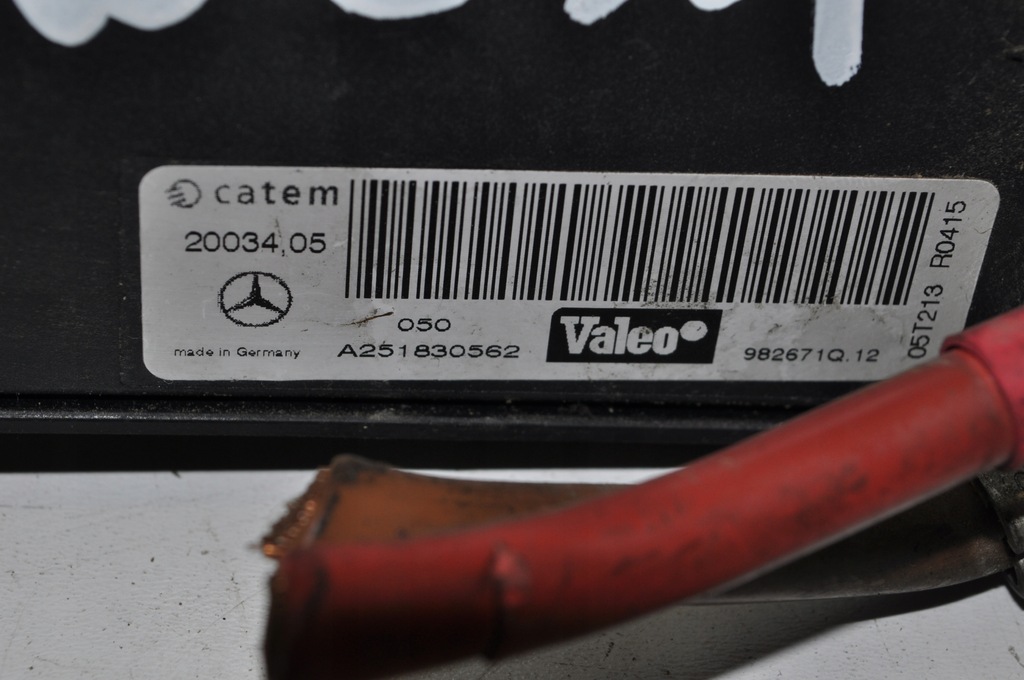 catem
20034,05
made in Germany
050
A251830562
Valeo
982671Q.12
05T213 R0415